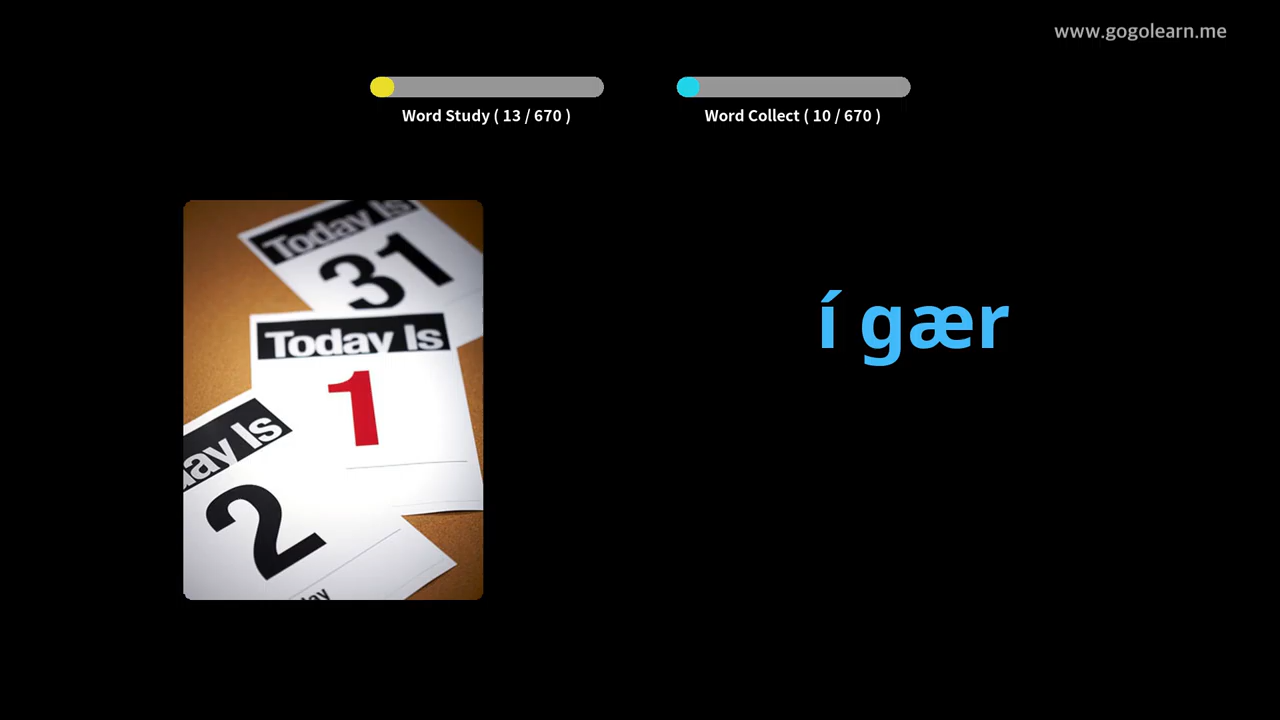 www.gogolearn.me
Word Study ( 13 / 670 )
Word Collect ( 10 / 670 )
Today Is
31
Today Is
1
ay Is
2
í gær